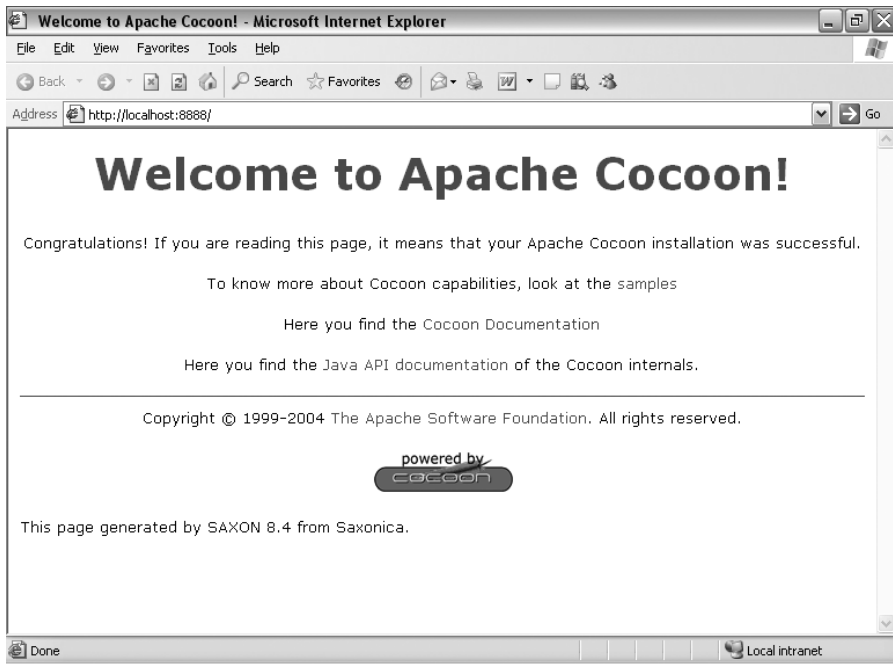 Welcome to Apache Cocoon! - Microsoft Internet Explorer
File Edit View Favorites Tools Help
Back Search Favorites
Address http://localhost:8888/ Go
Welcome to Apache Cocoon!
Congratulations! If you are reading this page, it means that your Apache Cocoon installation was successful.
To know more about Cocoon capabilities, look at the samples
Here you find the Cocoon Documentation
Here you find the Java API documentation of the Cocoon internals.
Copyright © 1999-2004 The Apache Software Foundation. All rights reserved.
powered by
cocoon
This page generated by SAXON 8.4 from Saxonica.
Done Local intranet